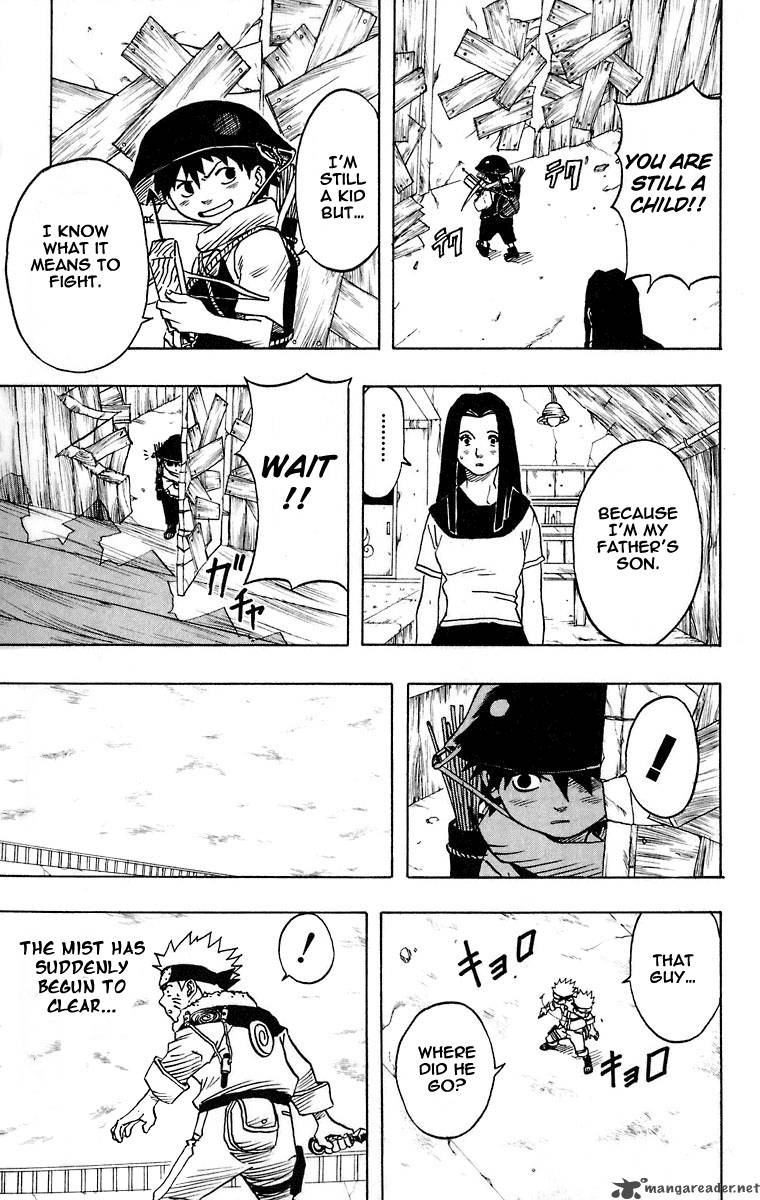 YOU ARE
STILL A
CHILD!!
テク
テク
I'M
STILL
A KID
BUT...
I KNOW
WHAT IT
MEANS TO
FIGHT.
BECAUSE
I'M MY
FATHER'S
SON.
.........
WAIT
!!
ガチャ
!
THAT
GUY...
キョロ
キョロ
WHERE
DID HE
GO?
!
THE MIST HAS
SUDDENLY
BEGUN TO
CLEAR...
mangareader.net